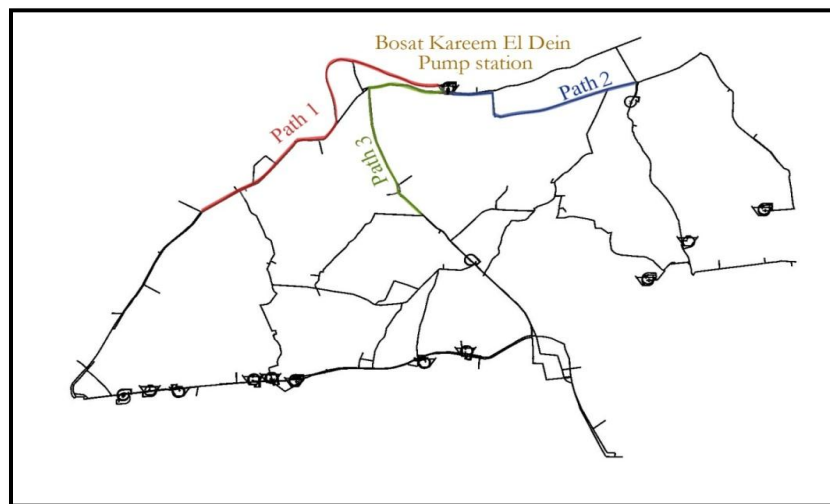 Bosat Kareem El Dein
Pump station
Path 1
Path 2
Path 3